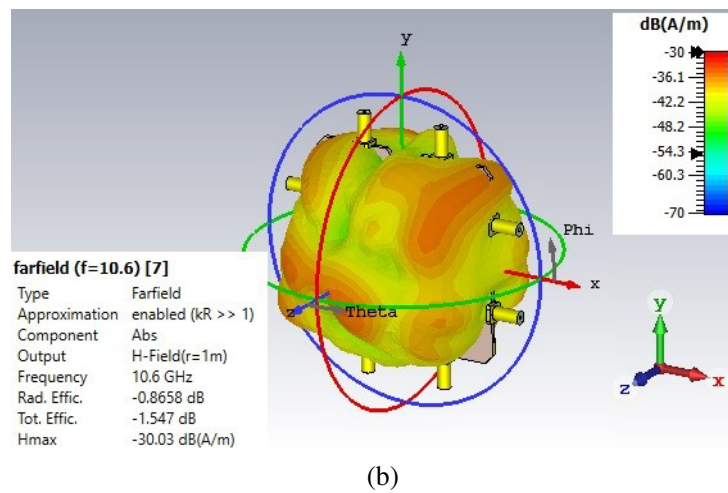 dB(A/m)
-30
-36.1
-42.2
-48.2
-54.3
-60.3
-70
y
Phi
x
z
Theta
farfield (f=10.6) [7]
Type Farfield
Approximation enabled (kR >> 1)
Component Abs
Output H-Field(r=1m)
Frequency 10.6 GHz
Rad. Effic. -0.8658 dB
Tot. Effic. -1.547 dB
Hmax -30.03 dB(A/m)
y
z
x
(b)